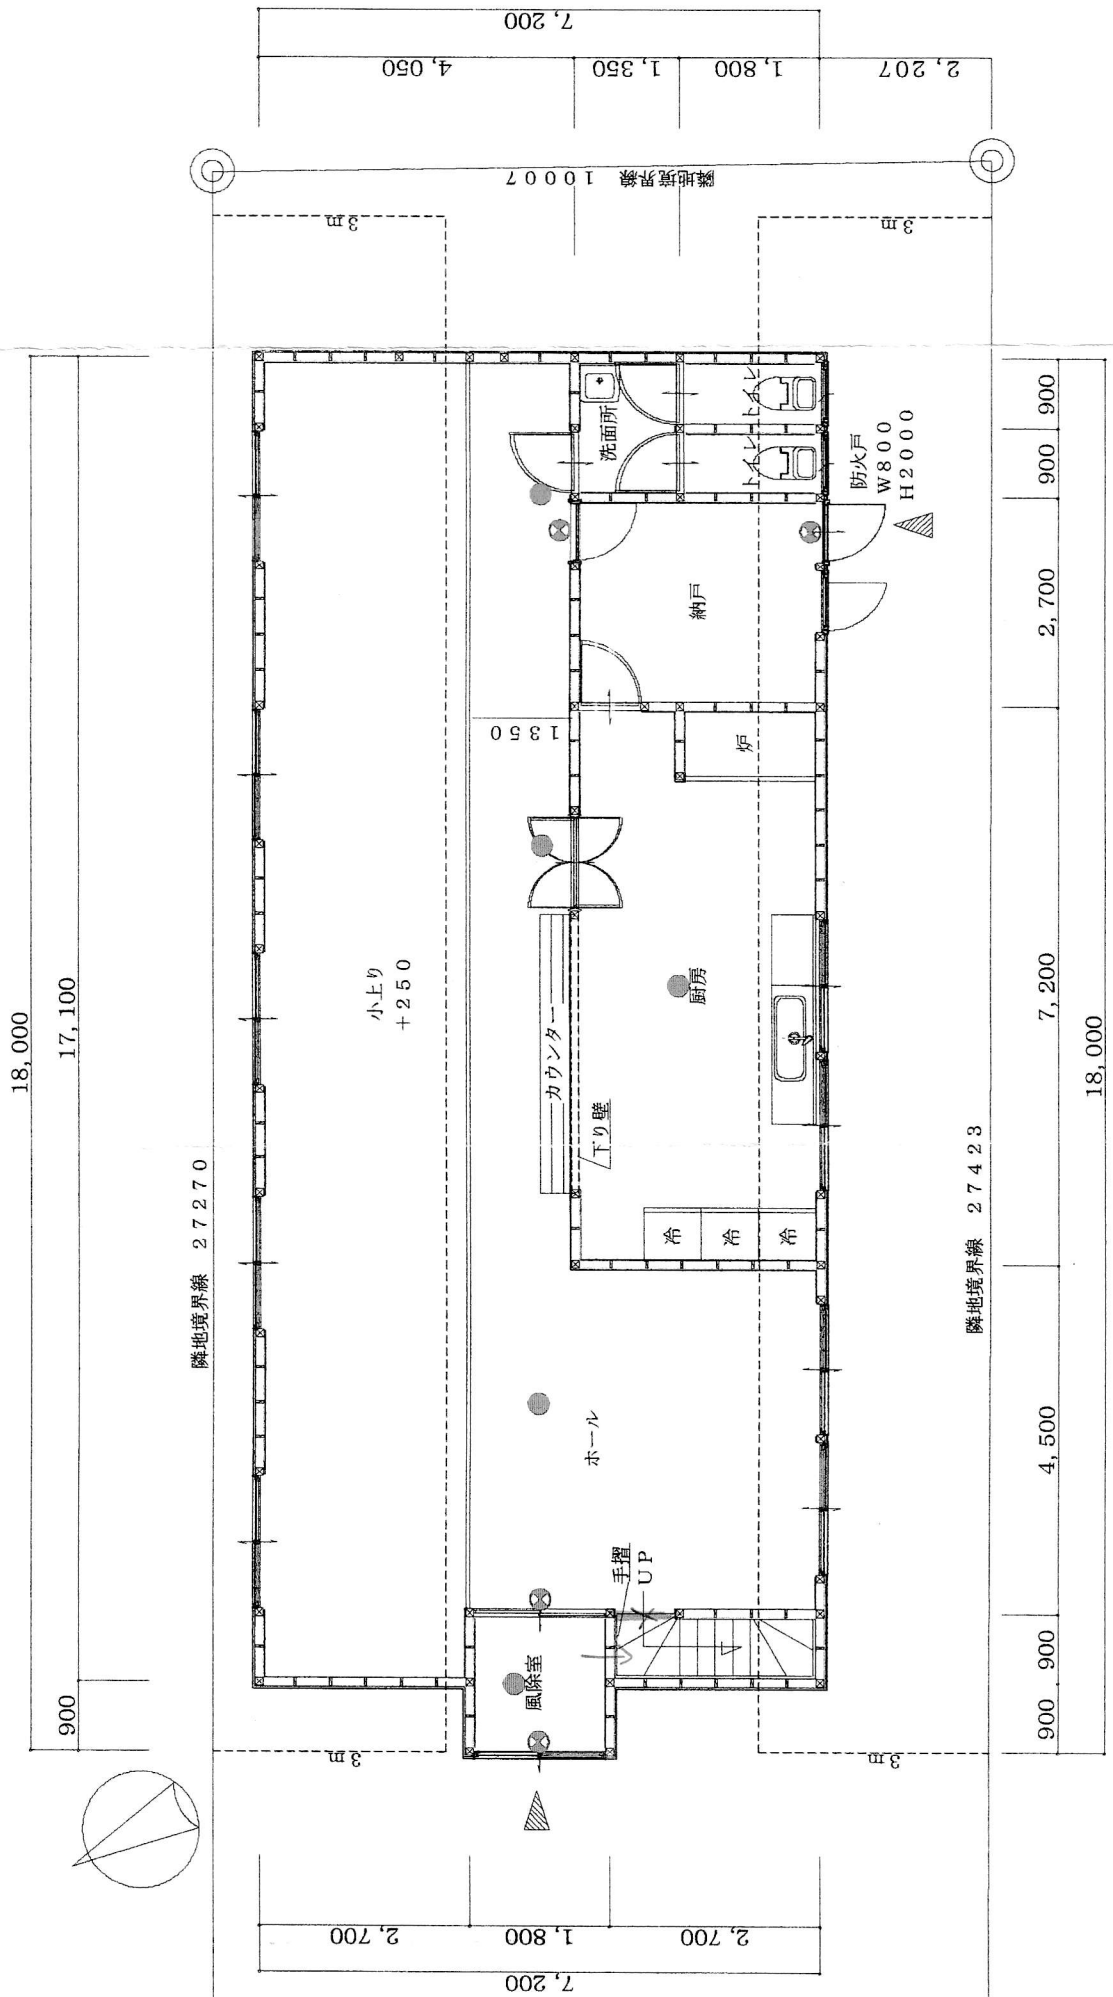 7,200
4,050
1,350
1,800
2,207
隣地境界線 10007
3m
3m
18,000
17,100
900
隣地境界線 27270
小上り
+250
1350
洗面所
トイレ
トイレ
防火戸
W800
H2000
納戸
炉
カウンター
下り壁
厨房
冷
冷
冷
ホール
手摺
UP
風除室
隣地境界線 27423
900
900
2,700
7,200
4,500
900
900
18,000
3m
3m
2,700
1,800
2,700
7,200